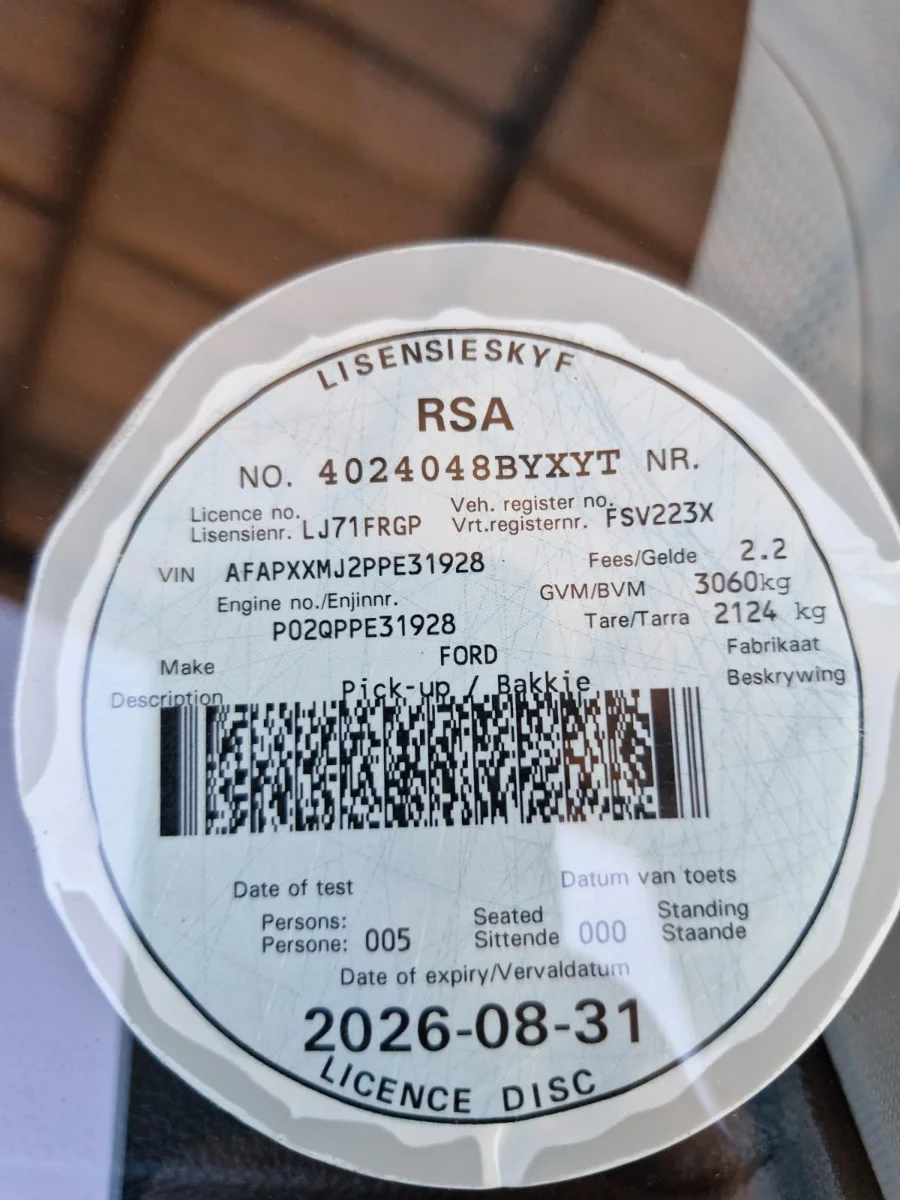 LISENSIESKYF
RSA
NO. 4024048BYXYT NR.
Licence no. Veh. register no.
Lisensienr. LJ71FRGP Vrt.registernr. FSV223X
VIN AFAPXXMJ2PPE31928 Fees/Gelde 2.2
Engine no./Enjinnr. GVM/BVM 3060kg
P02QPPE31928 Tare/Tarra 2124 kg
Make FORD Fabrikaat
Description Pick-up / Bakkie Beskrywing
Date of test Datum van toets
Persons: Seated Standing
Persone: 005 Sittende 000 Staande
Date of expiry/Vervaldatum
2026-08-31
LICENCE DISC